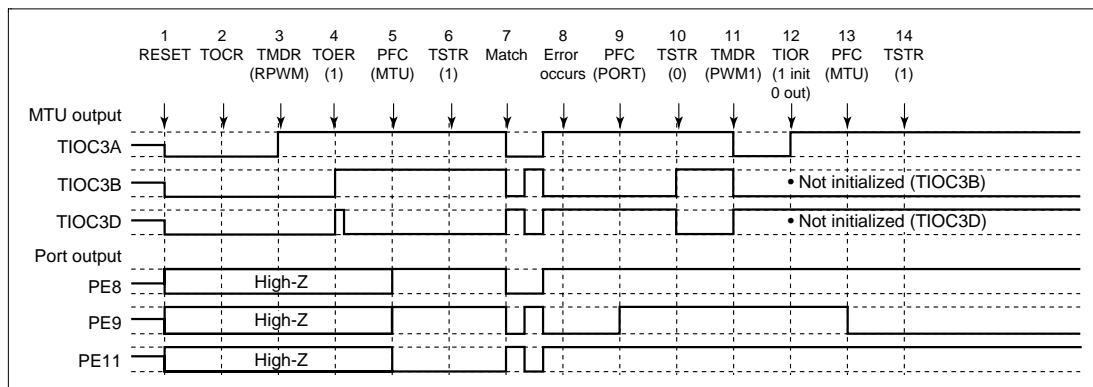 1 2 3 4 5 6 7 8 9 10 11 12 13 14
RESET TOCR TMDR TOER PFC TSTR Match Error PFC TSTR TMDR TIOR PFC TSTR
(RPWM) (1) (MTU) (1) occurs (PORT) (0) (PWM1) (1 init (MTU) (1)
0 out)
MTU output
TIOC3A
TIOC3B • Not initialized (TIOC3B)
TIOC3D • Not initialized (TIOC3D)
Port output
PE8 High-Z
PE9 High-Z
PE11 High-Z